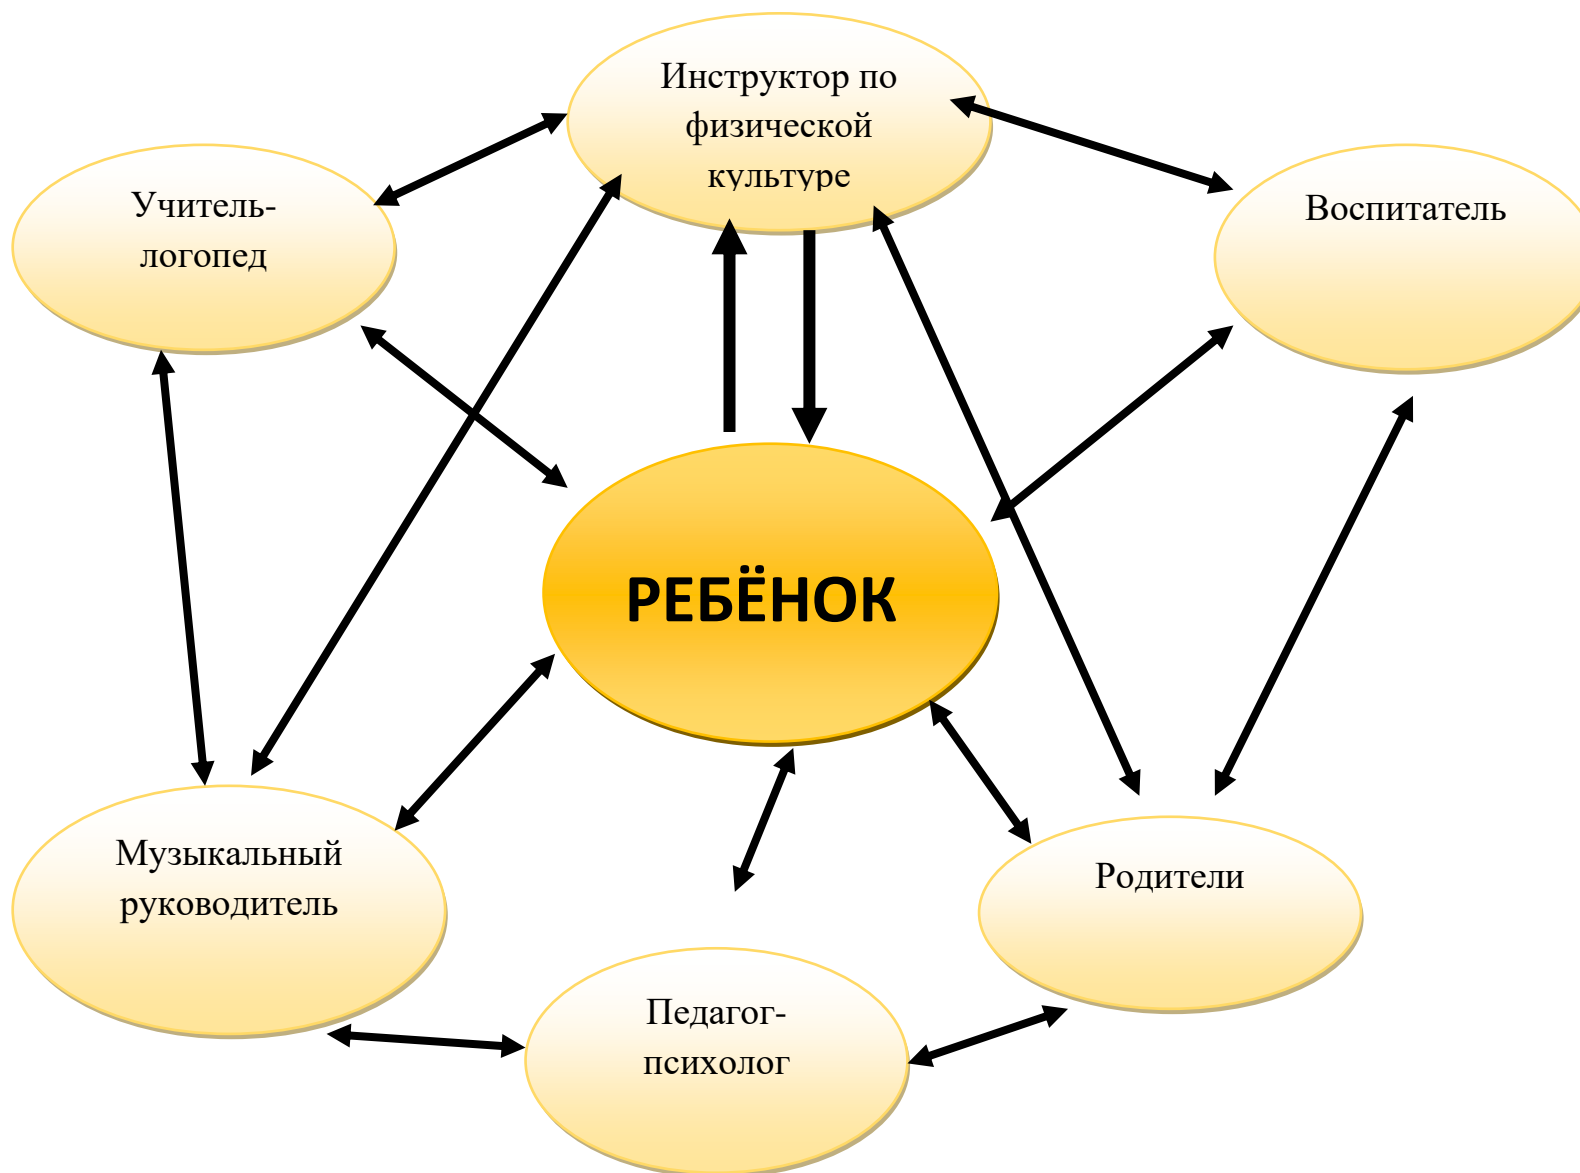 Инструктор по
физической
культуре
Учитель-
логопед
Воспитатель
РЕБЁНОК
Музыкальный
руководитель
Родители
Педагог-
психолог